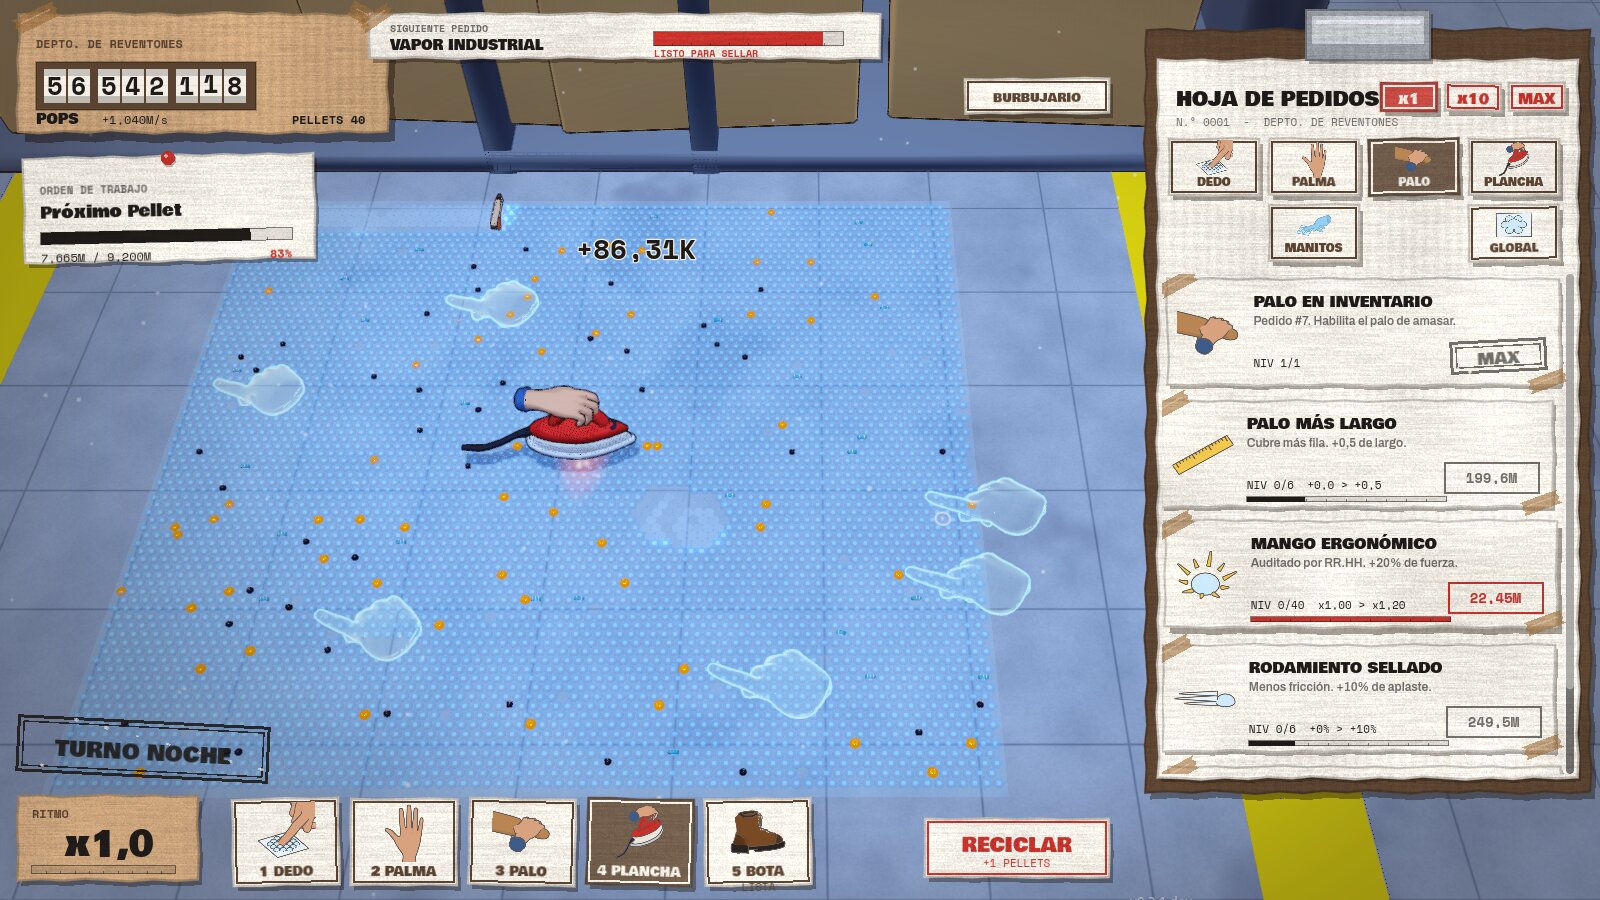 DEPTO. DE REVENTONES
56 542 118
POPS +1,040M/s PELLETS 40
SIGUIENTE PEDIDO
VAPOR INDUSTRIAL
LISTO PARA SELLAR
BURBUJARIO
ORDEN DE TRABAJO
Próximo Pellet
7,665M / 9,200M 83%
+86,31K
TURNO NOCHE
RITMO
x1,0
1 DEDO
2 PALMA
3 PALO
4 PLANCHA
5 BOTA
LISTA
RECICLAR
+1 PELLETS
HOJA DE PEDIDOS
x1 x10 MAX
N.° 0001 - DEPTO. DE REVENTONES
DEDO
PALMA
PALO
PLANCHA
MANITOS
GLOBAL
PALO EN INVENTARIO
Pedido #7. Habilita el palo de amasar.
NIV 1/1
MAX
PALO MÁS LARGO
Cubre más fila. +0,5 de largo.
NIV 0/6 +0,0 > +0,5
199,6M
MANGO ERGONÓMICO
Auditado por RR.HH. +20% de fuerza.
NIV 0/40 x1,00 > x1,20
22,45M
RODAMIENTO SELLADO
Menos fricción. +10% de aplaste.
NIV 0/6 +0% > +10%
249,5M